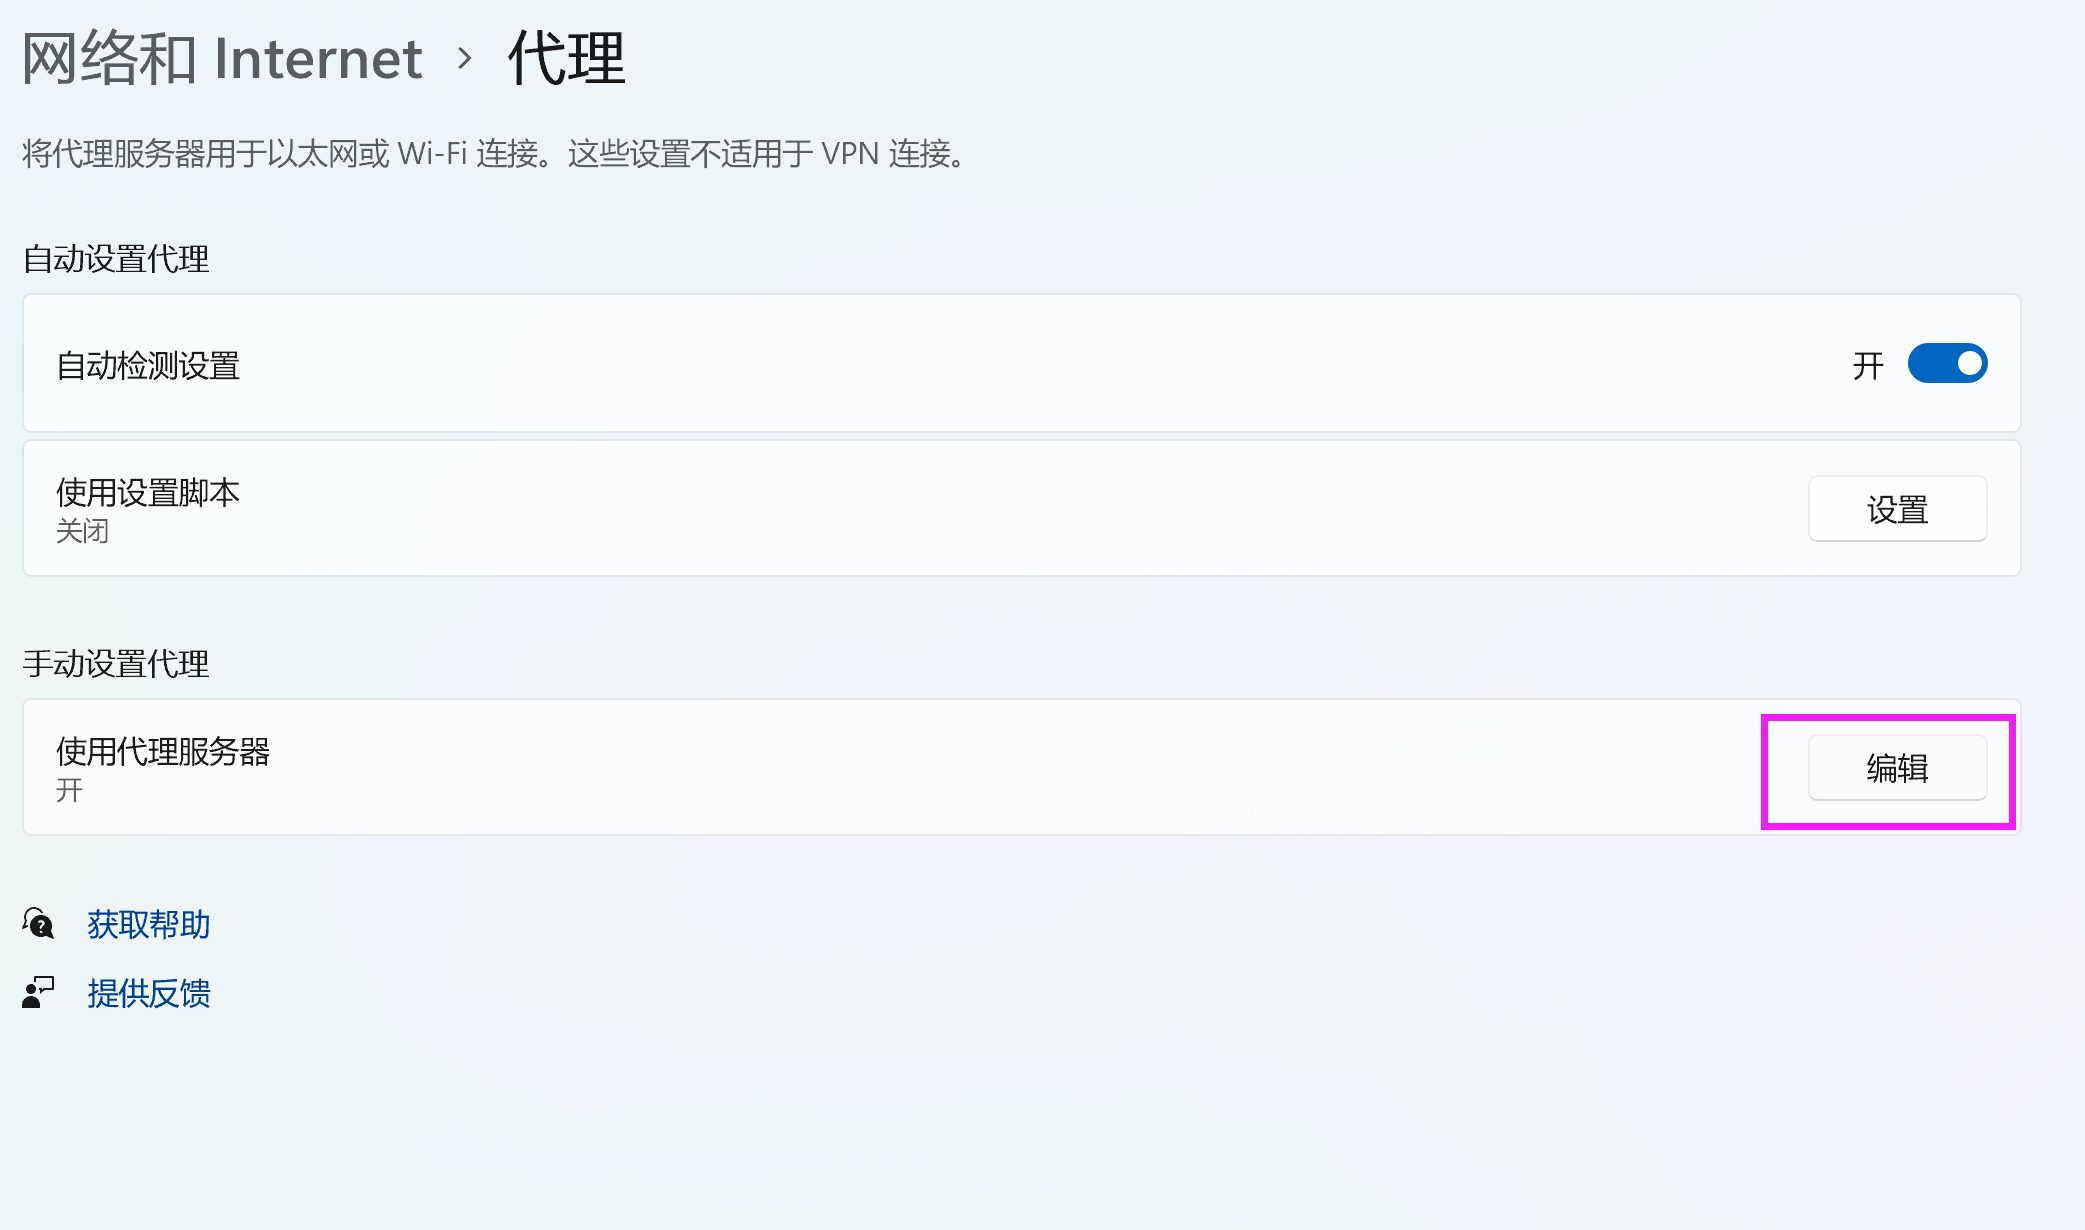 网络和 Internet › 代理
将代理服务器用于以太网或 Wi-Fi 连接。这些设置不适用于 VPN 连接。
自动设置代理
自动检测设置
开
使用设置脚本
关闭
设置
手动设置代理
使用代理服务器
开
编辑
获取帮助
提供反馈